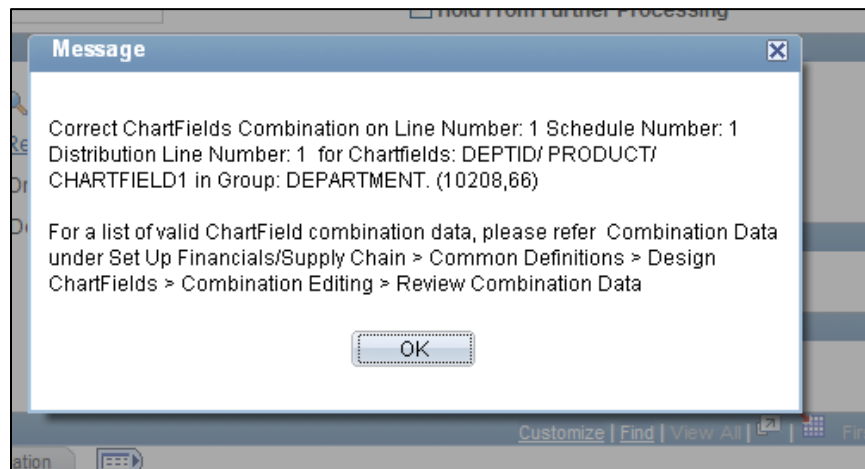 Hold From Further Processing
Message
Correct ChartFields Combination on Line Number: 1 Schedule Number: 1
Distribution Line Number: 1 for Chartfields: DEPTID/ PRODUCT/
CHARTFIELD1 in Group: DEPARTMENT. (10208,66)
For a list of valid ChartField combination data, please refer Combination Data
under Set Up Financials/Supply Chain > Common Definitions > Design
ChartFields > Combination Editing > Review Combination Data
OK
Customize | Find | View All |